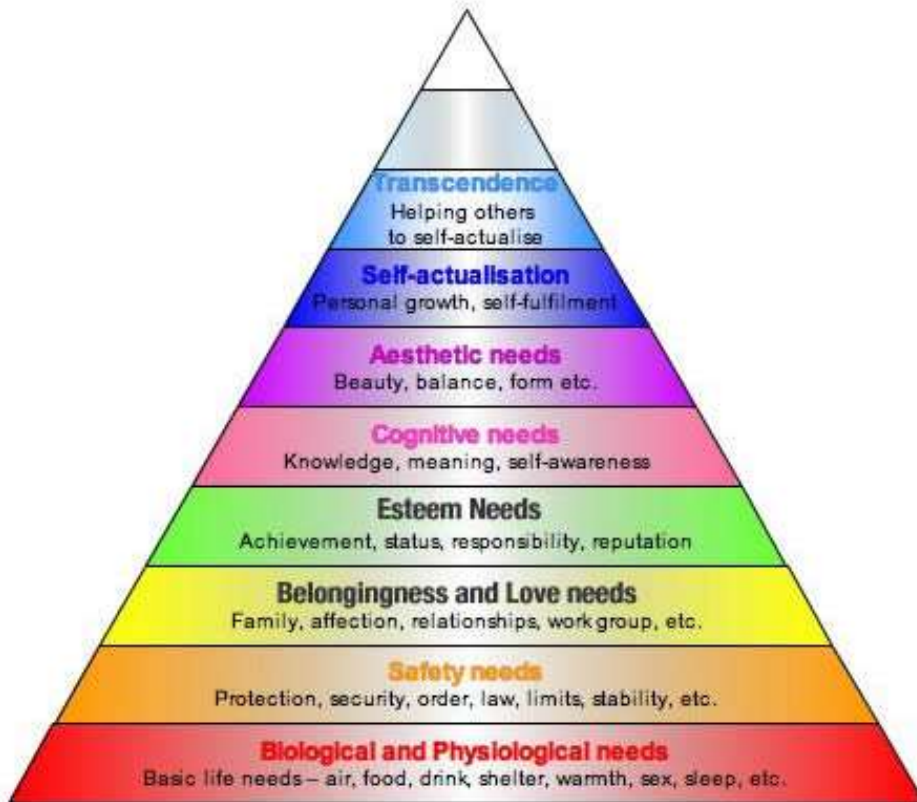 Transcendence
Helping others
to self-actualise
Self-actualisation
Personal growth, self-fulfilment
Aesthetic needs
Beauty, balance, form etc.
Cognitive needs
Knowledge, meaning, self-awareness
Esteem Needs
Achievement, status, responsibility, reputation
Belongingness and Love needs
Family, affection, relationships, work group, etc.
Safety needs
Protection, security, order, law, limits, stability, etc.
Biological and Physiological needs
Basic life needs – air, food, drink, shelter, warmth, sex, sleep, etc.